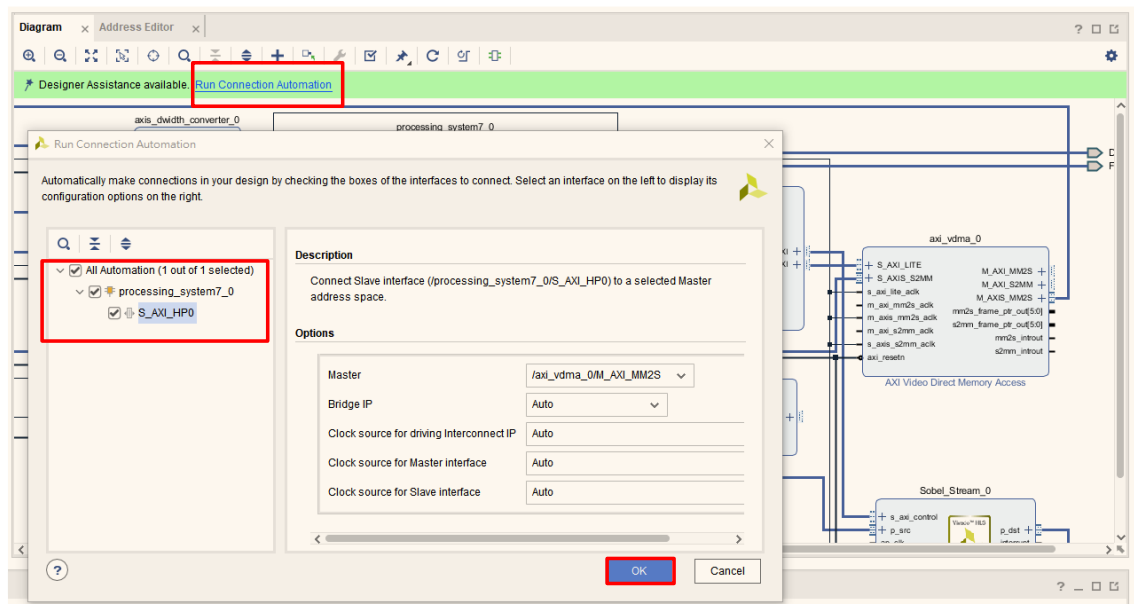 Diagram × Address Editor ×
Designer Assistance available. Run Connection Automation
axis_dwidth_converter_0
processing_system7_0
Run Connection Automation
Automatically make connections in your design by checking the boxes of the interfaces to connect. Select an interface on the left to display its
configuration options on the right.
All Automation (1 out of 1 selected)
processing_system7_0
S_AXI_HP0
Description
Connect Slave interface (/processing_system7_0/S_AXI_HP0) to a selected Master
address space.
Options
Master /axi_vdma_0/M_AXI_MM2S
Bridge IP Auto
Clock source for driving Interconnect IP Auto
Clock source for Master interface Auto
Clock source for Slave interface Auto
OK Cancel
axi_vdma_0
S_AXI_LITE
S_AXIS_S2MM
s_axi_lite_aclk
m_axi_mm2s_aclk
m_axis_mm2s_aclk
m_axi_s2mm_aclk
s_axis_s2mm_aclk
axi_resetn
M_AXI_MM2S
M_AXI_S2MM
M_AXIS_MM2S
mm2s_frame_ptr_out[5:0]
s2mm_frame_ptr_out[5:0]
mm2s_introut
s2mm_introut
AXI Video Direct Memory Access
Sobel_Stream_0
s_axi_control
p_src
Vivado™ HLS
p_dst